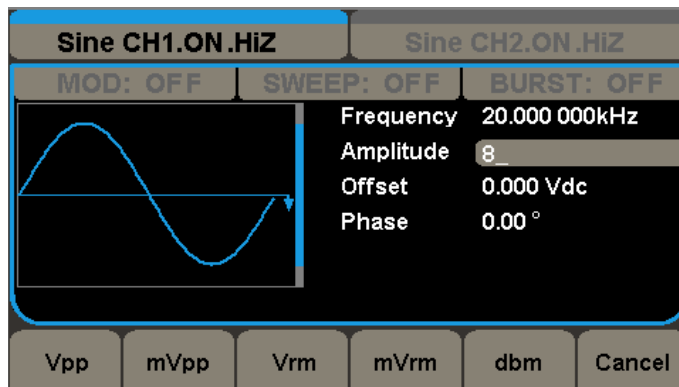 Sine CH1.ON.HiZ Sine CH2.ON.HiZ
MOD: OFF SWEEP: OFF BURST: OFF
Frequency 20.000 000kHz
Amplitude 8_
Offset 0.000 Vdc
Phase 0.00 °
Vpp mVpp Vrm mVrm dbm Cancel